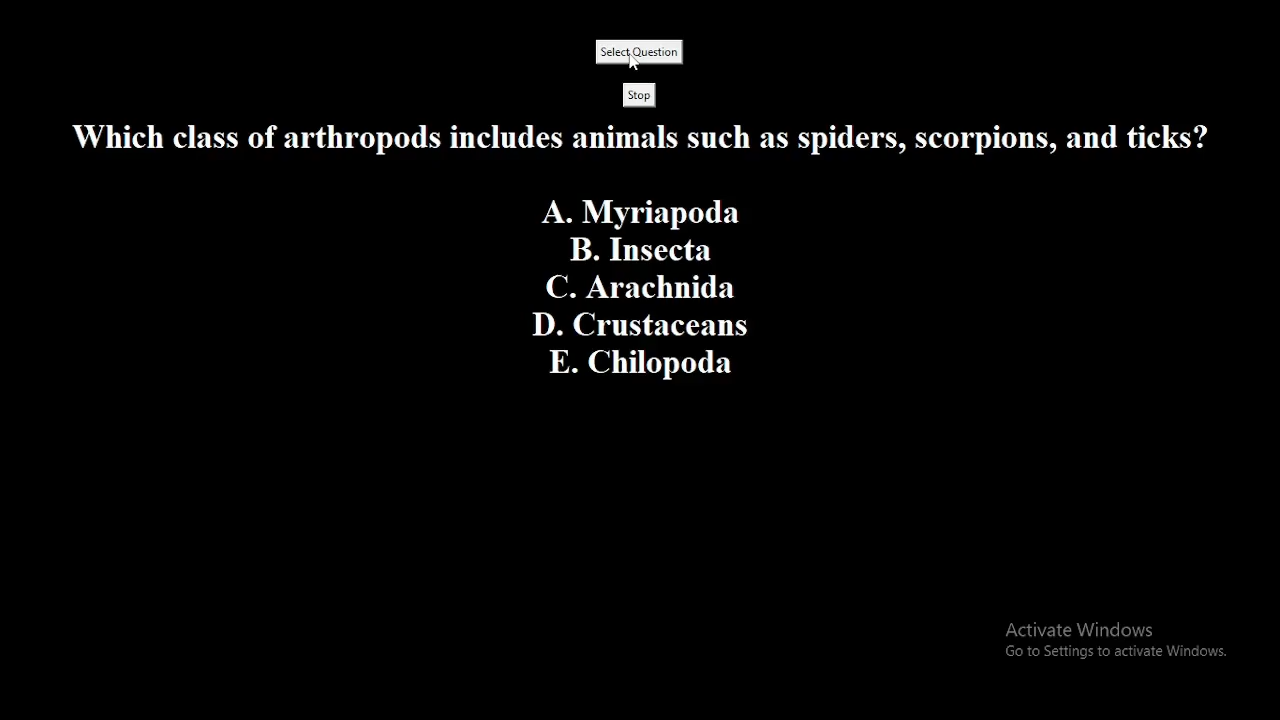 Select Question
Stop
Which class of arthropods includes animals such as spiders, scorpions, and ticks?
A. Myriapoda
B. Insecta
C. Arachnida
D. Crustaceans
E. Chilopoda
Activate Windows
Go to Settings to activate Windows.